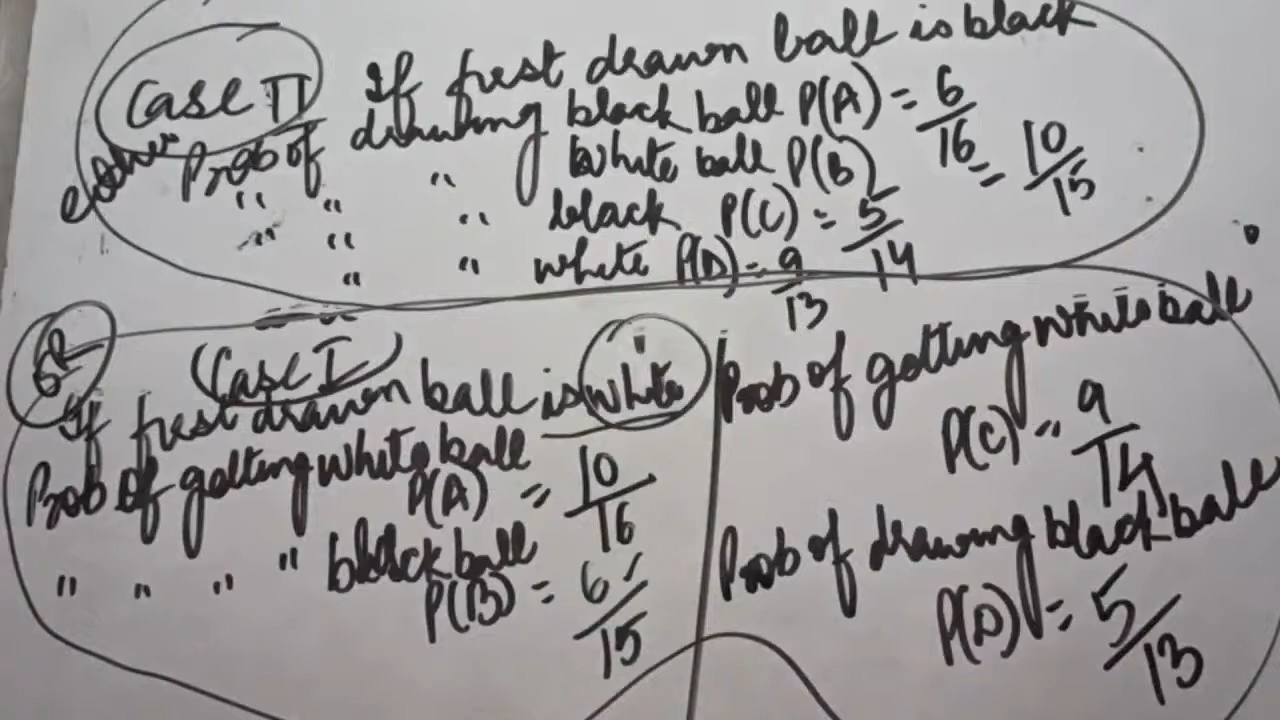 Case II If first drawn ball is black
either Prob of drawing black ball P(A) = 6/16
" " " White ball P(B) = 10/15
" " " black P(C) = 5/14
" " white P(D) = 9/13
OR
Case I
If first drawn ball is white
Prob of getting white ball
P(A) = 10/16
" " " " black ball
P(B) = 6/15
Prob of getting white ball
P(C) = 9/14
Prob of drawing black ball
P(D) = 5/13